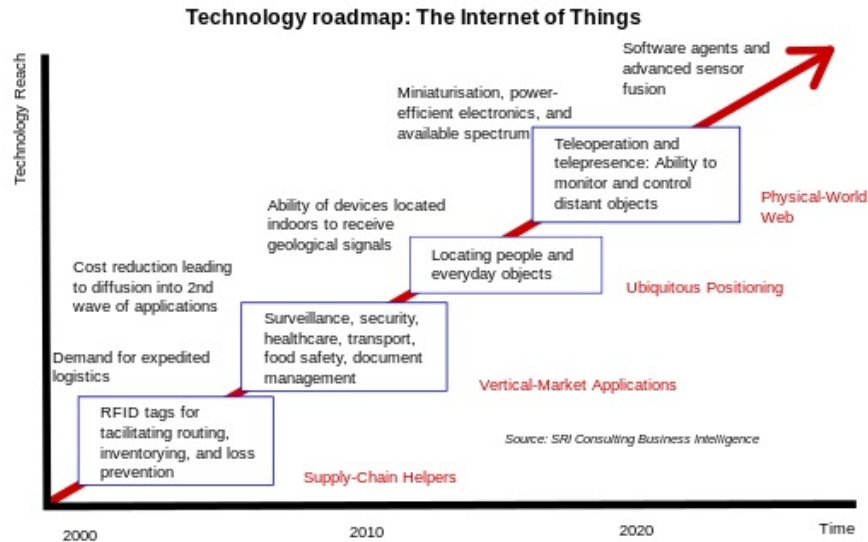 Technology roadmap: The Internet of Things
Technology Reach
Software agents and
advanced sensor
fusion
Miniaturisation, power-
efficient electronics, and
available spectrum
Teleoperation and
telepresence: Ability to
monitor and control
distant objects
Physical-World
Web
Ability of devices located
indoors to receive
geological signals
Locating people and
everyday objects
Ubiquitous Positioning
Cost reduction leading
to diffusion into 2nd
wave of applications
Surveillance, security,
healthcare, transport,
food safety, document
management
Vertical-Market Applications
Demand for expedited
logistics
RFID tags for
tacilitating routing,
inventorying, and loss
prevention
Supply-Chain Helpers
Source: SRI Consulting Business Intelligence
2000
2010
2020
Time